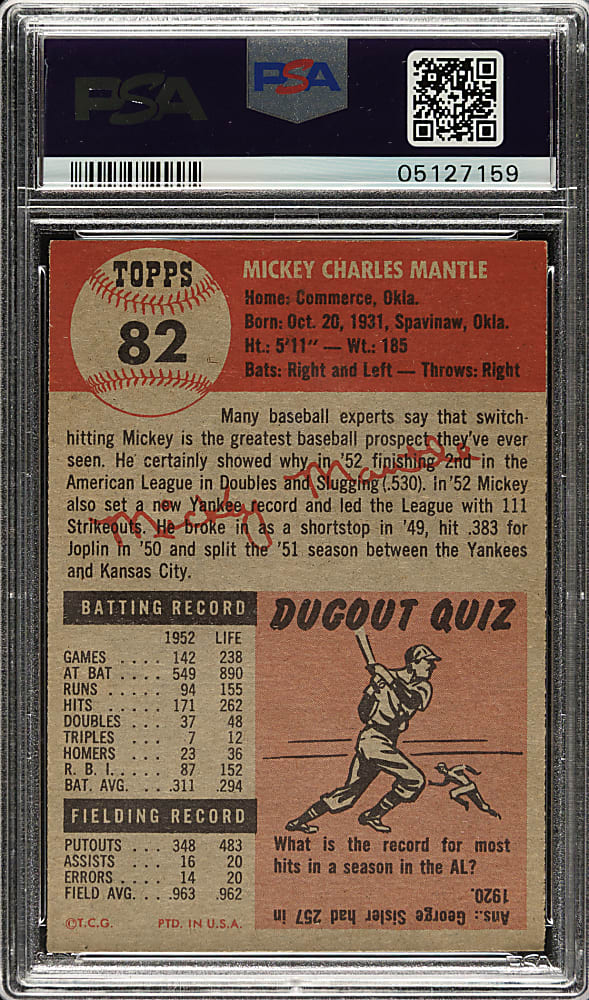 PSA PSA
05127159
TOPPS
82
MICKEY CHARLES MANTLE
Home: Commerce, Okla.
Born: Oct. 20, 1931, Spavinaw, Okla.
Ht.: 5'11" — Wt.: 185
Bats: Right and Left — Throws: Right
Many baseball experts say that switch-
hitting Mickey is the greatest baseball prospect they've ever
seen. He certainly showed why in '52 finishing 2nd in the
American League in Doubles and Slugging (.530). In '52 Mickey
also set a new Yankee record and led the League with 111
Strikeouts. He broke in as a shortstop in '49, hit .383 for
Joplin in '50 and split the '51 season between the Yankees
and Kansas City.
Mickey Mantle
BATTING RECORD
1952 LIFE
GAMES .... 142 238
AT BAT .... 549 890
RUNS .... 94 155
HITS ..... 171 262
DOUBLES ... 37 48
TRIPLES ... 7 12
HOMERS ... 23 36
R. B. I...... 87 152
BAT. AVG. ... .311 .294
FIELDING RECORD
PUTOUTS ... 348 483
ASSISTS ... 16 20
ERRORS .... 14 20
FIELD AVG. ... .963 .962
©T.C.G. PTD. IN U.S.A.
DUGOUT QUIZ
What is the record for most
hits in a season in the AL?
Ans.: George Sisler had 257 in
1920.
PSA
PSA